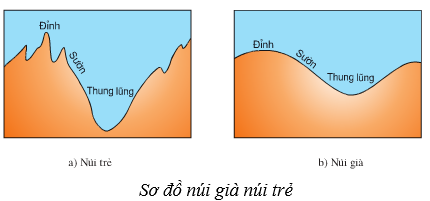 Đỉnh
Sườn
Thung lũng
a) Núi trẻ
Đỉnh
Sườn
Thung lũng
b) Núi già
Sơ đồ núi già núi trẻ